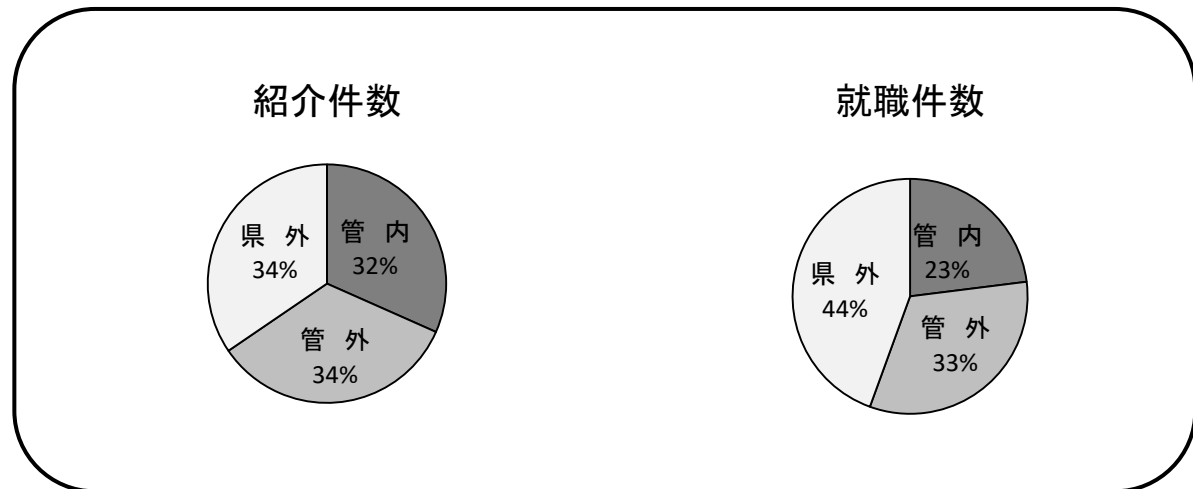 紹介件数
県 外
34%
管 内
32%
管 外
34%
就職件数
県 外
44%
管 内
23%
管 外
33%